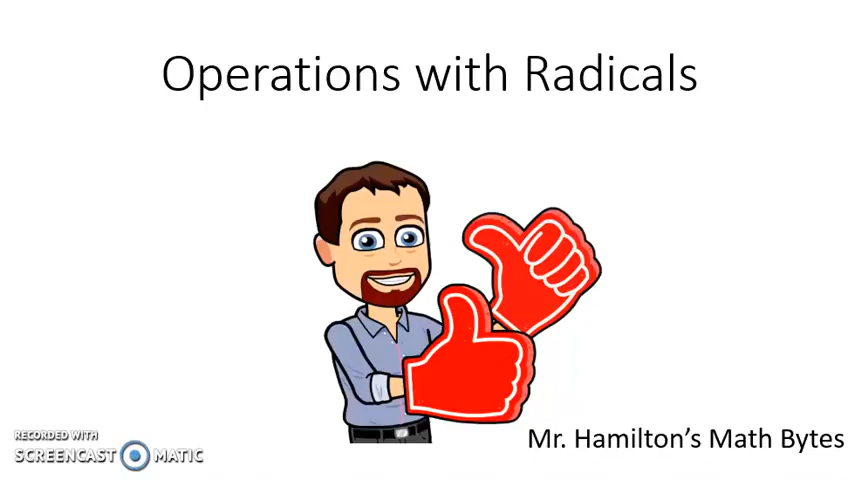 Operations with Radicals
Mr. Hamilton's Math Bytes
RECORDED WITH
SCREENCAST MATIC